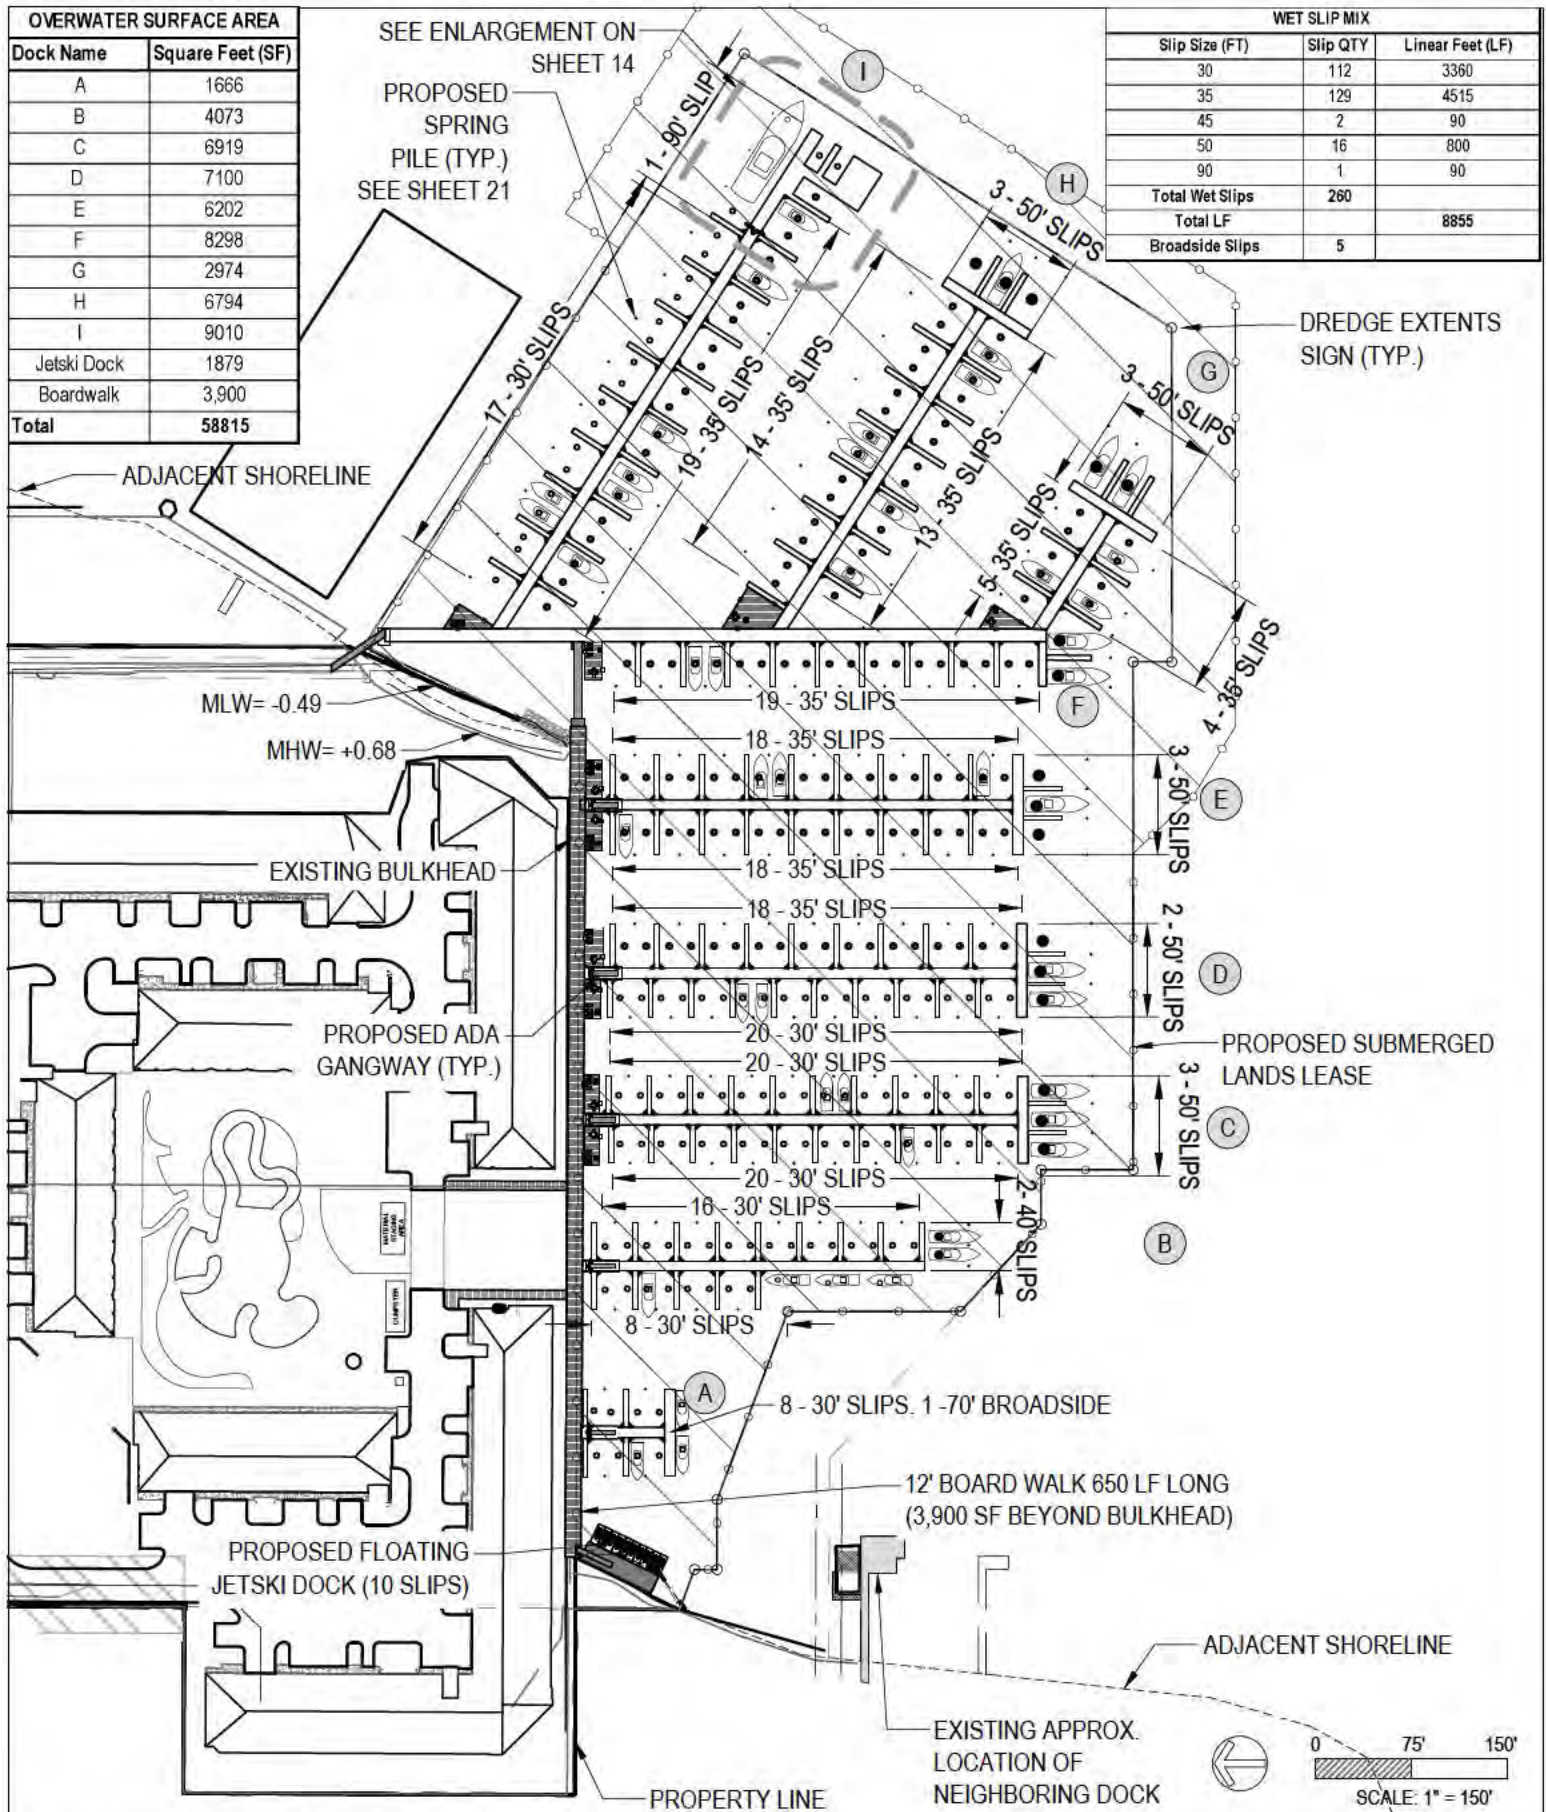 OVERWATER SURFACE AREA
Dock Name Square Feet (SF)
A 1666
B 4073
C 6919
D 7100
E 6202
F 8298
G 2974
H 6794
I 9010
Jetski Dock 1879
Boardwalk 3,900
Total 58815
WET SLIP MIX
Slip Size (FT) Slip QTY Linear Feet (LF)
30 112 3360
35 129 4515
45 2 90
50 16 800
90 1 90
Total Wet Slips 260
Total LF 8855
Broadside Slips 5
SEE ENLARGEMENT ON
SHEET 14
PROPOSED
SPRING
PILE (TYP.)
SEE SHEET 21
I
H
G
1 - 90' SLIP
3 - 50' SLIPS
DREDGE EXTENTS
SIGN (TYP.)
17 - 30' SLIPS
19 - 35' SLIPS
14 - 35' SLIPS
13 - 35' SLIPS
3 - 50' SLIPS
5 - 35' SLIPS
4 - 35' SLIPS
ADJACENT SHORELINE
MLW= -0.49
MHW= +0.68
19 - 35' SLIPS
F
18 - 35' SLIPS
3 - 50' SLIPS
E
EXISTING BULKHEAD
18 - 35' SLIPS
18 - 35' SLIPS
2 - 50' SLIPS
D
PROPOSED ADA
GANGWAY (TYP.)
20 - 30' SLIPS
20 - 30' SLIPS
PROPOSED SUBMERGED
LANDS LEASE
3 - 50' SLIPS
C
20 - 30' SLIPS
16 - 30' SLIPS
2 - 40' SLIPS
B
MATERIAL
STAGING
AREA
DUMPSTER
8 - 30' SLIPS
A
8 - 30' SLIPS. 1 -70' BROADSIDE
12' BOARD WALK 650 LF LONG
(3,900 SF BEYOND BULKHEAD)
PROPOSED FLOATING
JETSKI DOCK (10 SLIPS)
ADJACENT SHORELINE
EXISTING APPROX.
LOCATION OF
NEIGHBORING DOCK
PROPERTY LINE
0 75' 150'
SCALE: 1" = 150'